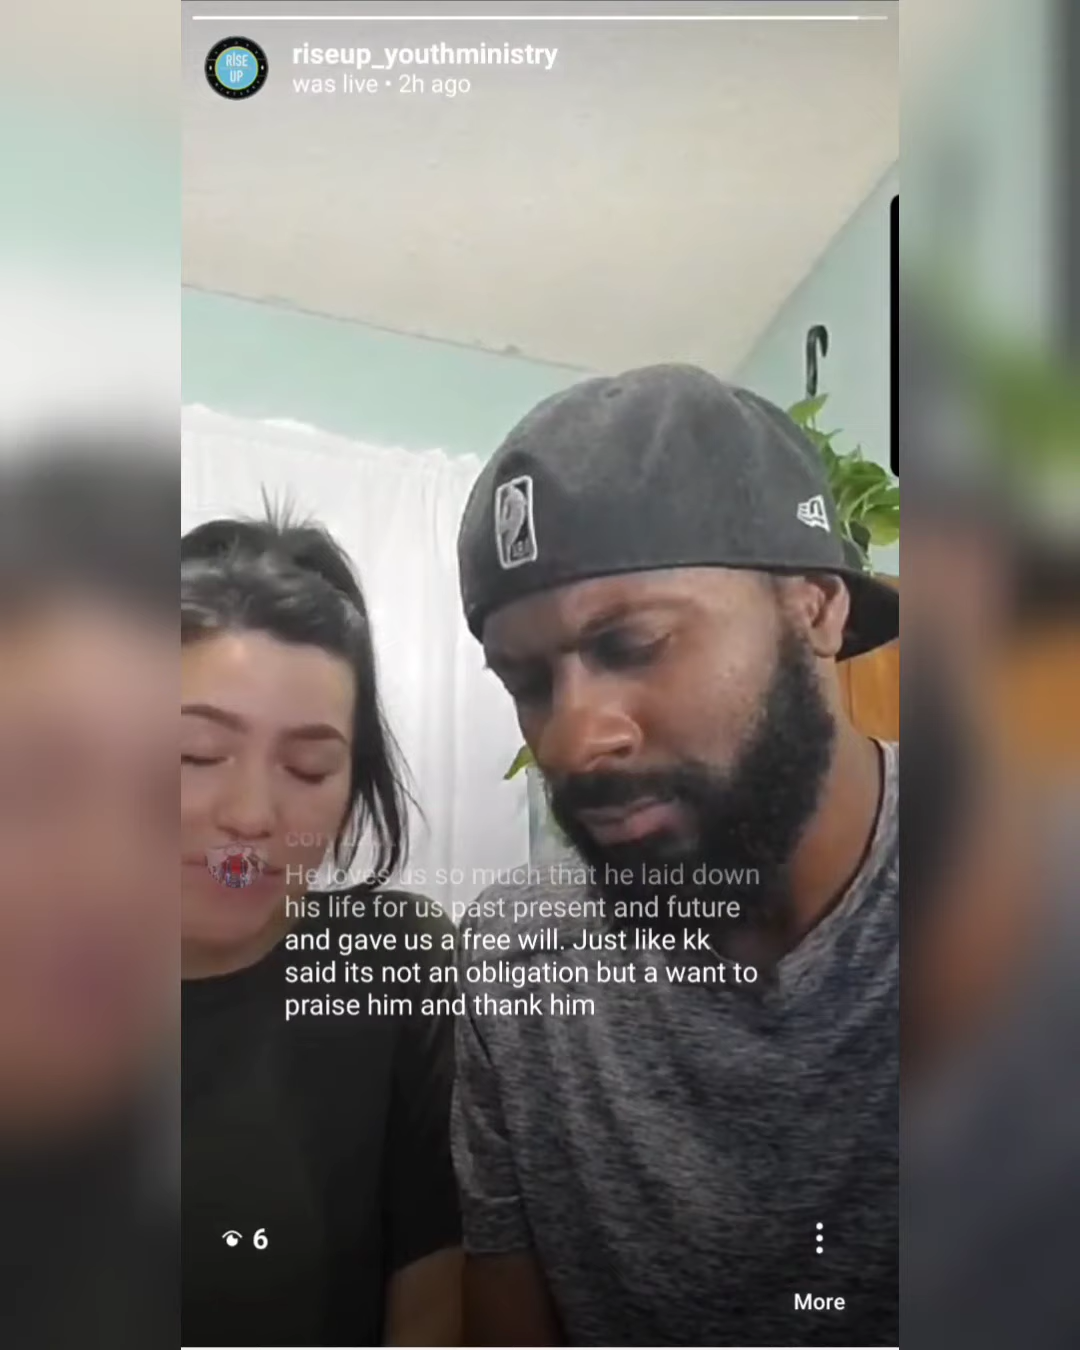 RISE
UP
riseup_youthministry
was live • 2h ago
He loves us so much that he laid down
his life for us past present and future
and gave us a free will. Just like kk
said its not an obligation but a want to
praise him and thank him
6
More